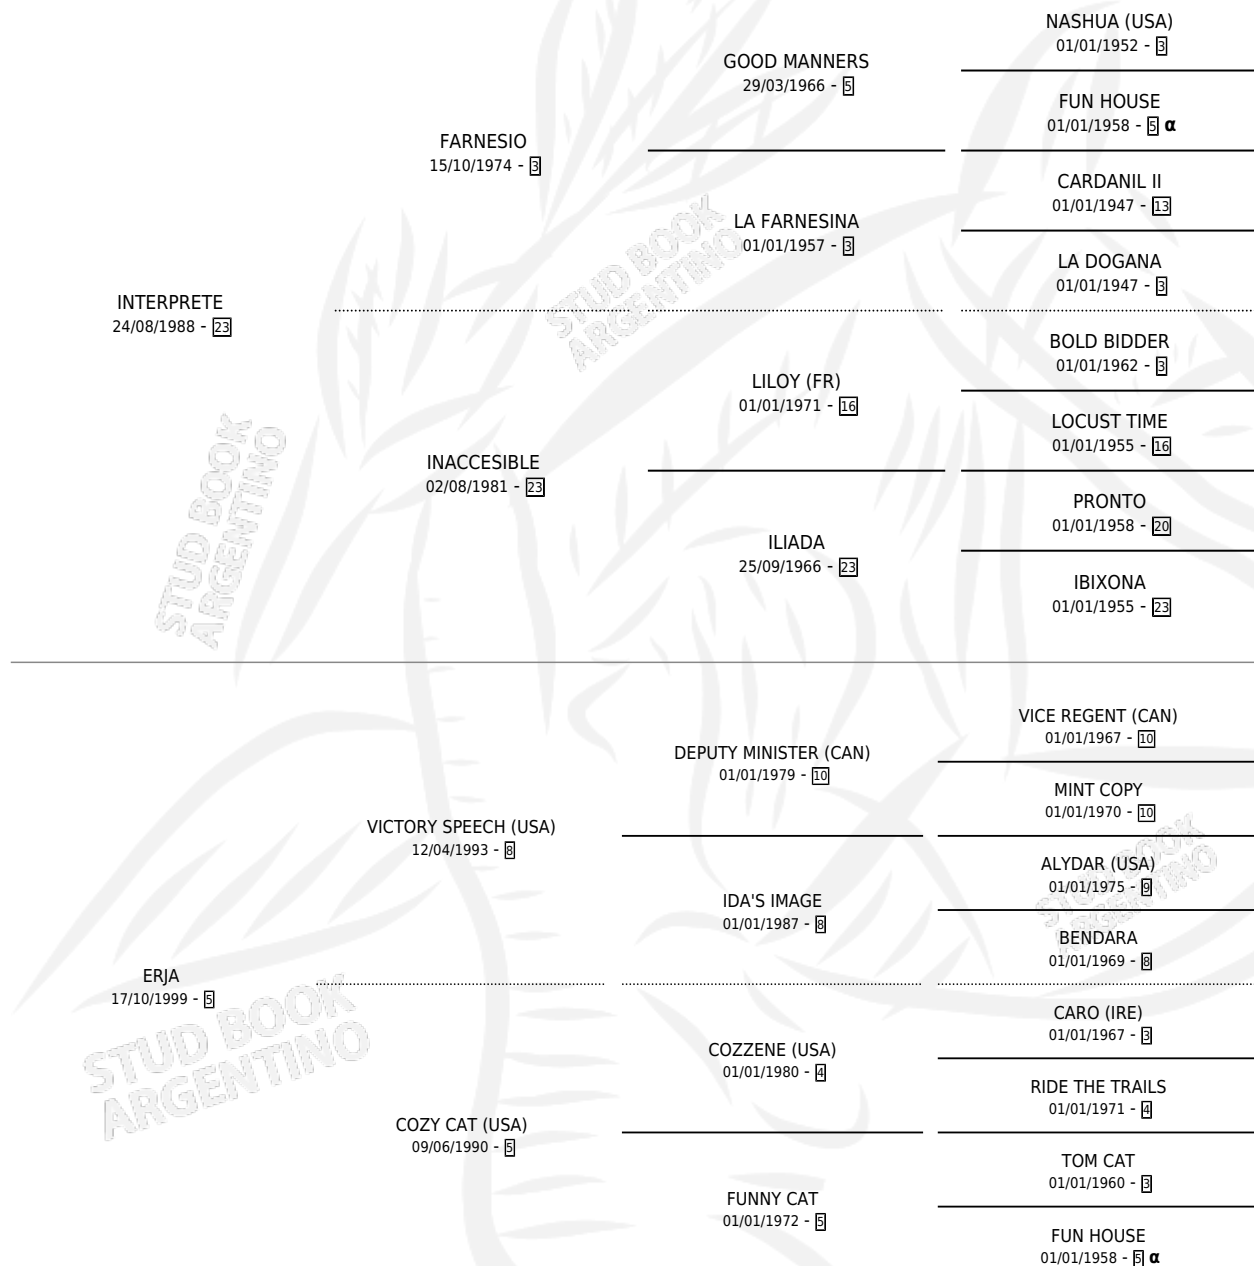 NASHUA (USA)
01/01/1952 - 3
GOOD MANNERS
29/03/1966 - 5
FUN HOUSE
01/01/1958 - 5 α
FARNESIO
15/10/1974 - 3
CARDANIL II
01/01/1947 - 13
LA FARNESINA
01/01/1957 - 3
LA DOGANA
01/01/1947 - 3
INTERPRETE
24/08/1988 - 23
BOLD BIDDER
01/01/1962 - 3
LILOY (FR)
01/01/1971 - 16
LOCUST TIME
01/01/1955 - 16
INACCESIBLE
02/08/1981 - 23
PRONTO
01/01/1958 - 20
ILIADA
25/09/1966 - 23
IBIXONA
01/01/1955 - 23
VICE REGENT (CAN)
01/01/1967 - 10
DEPUTY MINISTER (CAN)
01/01/1979 - 10
MINT COPY
01/01/1970 - 10
VICTORY SPEECH (USA)
12/04/1993 - 8
ALYDAR (USA)
01/01/1975 - 9
IDA'S IMAGE
01/01/1987 - 8
BENDARA
01/01/1969 - 8
ERJA
17/10/1999 - 5
CARO (IRE)
01/01/1967 - 3
COZZENE (USA)
01/01/1980 - 4
RIDE THE TRAILS
01/01/1971 - 4
COZY CAT (USA)
09/06/1990 - 5
TOM CAT
01/01/1960 - 3
FUNNY CAT
01/01/1972 - 5
FUN HOUSE
01/01/1958 - 5 α
STUD BOOK
ARGENTINO
STUD BOOK
ARGENTINO
STUD BOOK
ARGENTINO
STUD BOOK
ARGENTINO